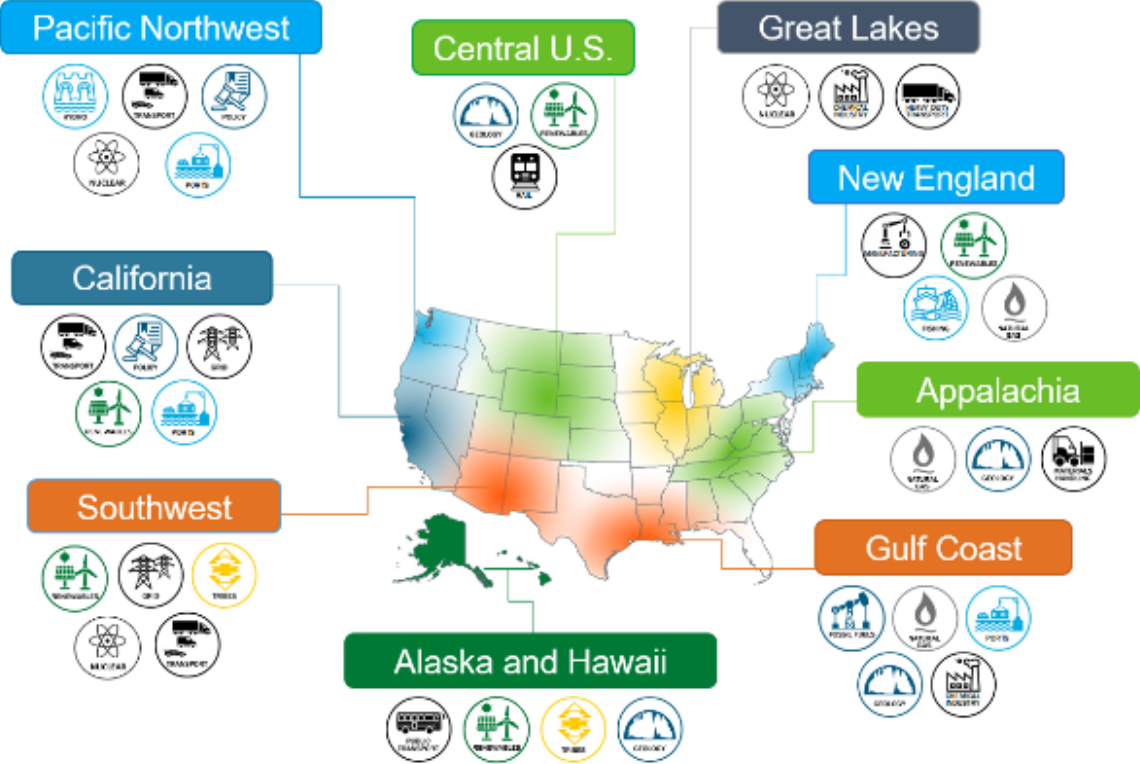 Pacific Northwest
HYDRO
TRANSPORT
POLICY
NUCLEAR
PORTS
Central U.S.
GEOLOGY
RENEWABLES
RAIL
Great Lakes
NUCLEAR
CHEMICAL
INDUSTRY
HEAVY DUTY
TRANSPORT
New England
MANUFACTURING
RENEWABLES
FISHING
NATURAL
GAS
California
TRANSPORT
POLICY
GRID
RENEWABLES
PORTS
Appalachia
NATURAL
GAS
GEOLOGY
MATERIALS
HANDLING
Southwest
RENEWABLES
GRID
TRIBES
NUCLEAR
TRANSPORT
Gulf Coast
FOSSIL FUELS
NATURAL
GAS
PORTS
GEOLOGY
CHEMICAL
INDUSTRY
Alaska and Hawaii
PUBLIC
TRANSPORT
RENEWABLES
TRIBES
GEOLOGY